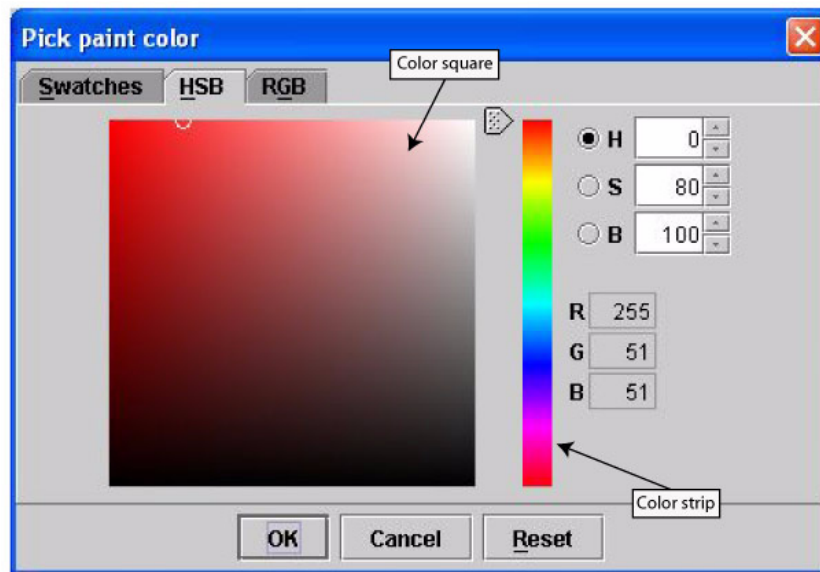 Pick paint color
Swatches HSB RGB
Color square
H 0
S 80
B 100
R 255
G 51
B 51
Color strip
OK Cancel Reset